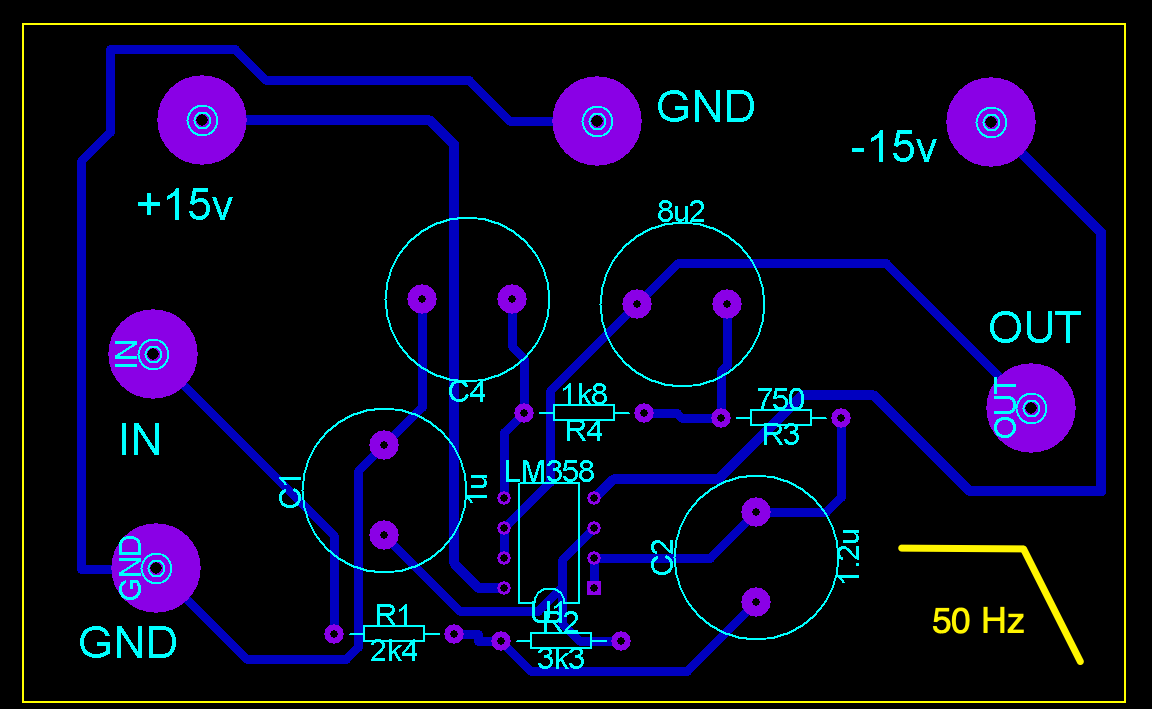 GND
-15v
+15v
8u2
OUT
IN
C4
1k8
R4
750
R3
OUT
IN
LM358
C1
1u
GND
C2
1.2u
R1
2k4
R2
3k3
GND
50 Hz